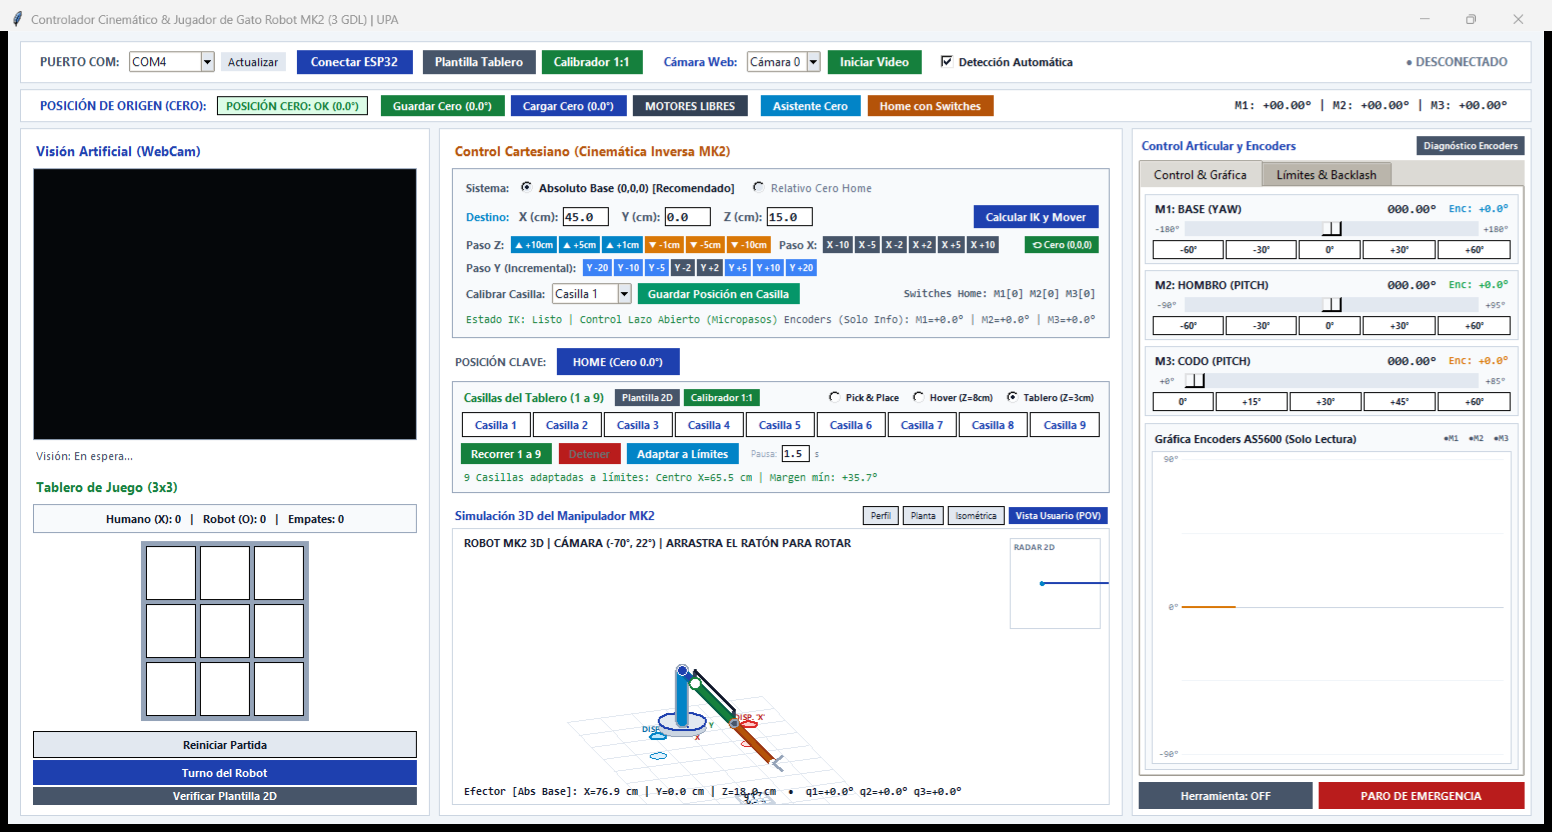 Controlador Cinemático & Jugador de Gato Robot MK2 (3 GDL) | UPA
PUERTO COM: COM4 Actualizar Conectar ESP32 Plantilla Tablero Calibrador 1:1 Cámara Web: Cámara 0 Iniciar Video Detección Automática ● DESCONECTADO
POSICIÓN DE ORIGEN (CERO): POSICIÓN CERO: OK (0.0°) Guardar Cero (0.0°) Cargar Cero (0.0°) MOTORES LIBRES Asistente Cero Home con Switches M1: +00.00° | M2: +00.00° | M3: +00.00°
Visión Artificial (WebCam)
Visión: En espera...
Tablero de Juego (3x3)
Humano (X): 0 | Robot (O): 0 | Empates: 0
Reiniciar Partida
Turno del Robot
Verificar Plantilla 2D
Control Cartesiano (Cinemática Inversa MK2)
Sistema: Absoluto Base (0,0,0) [Recomendado] Relativo Cero Home
Destino: X (cm): 45.0 Y (cm): 0.0 Z (cm): 15.0 Calcular IK y Mover
Paso Z: ▲ +10cm ▲ +5cm ▲ +1cm ▼ -1cm ▼ -5cm ▼ -10cm Paso X: X -10 X -5 X -2 X +2 X +5 X +10 ⟲ Cero (0,0,0)
Paso Y (Incremental): Y -20 Y -10 Y -5 Y -2 Y +2 Y +5 Y +10 Y +20
Calibrar Casilla: Casilla 1 Guardar Posición en Casilla Switches Home: M1[0] M2[0] M3[0]
Estado IK: Listo | Control Lazo Abierto (Micropasos) Encoders (Solo Info): M1=+0.0° | M2=+0.0° | M3=+0.0°
POSICIÓN CLAVE: HOME (Cero 0.0°)
Casillas del Tablero (1 a 9) Plantilla 2D Calibrador 1:1 Pick & Place Hover (Z=8cm) Tablero (Z=3cm)
Casilla 1 Casilla 2 Casilla 3 Casilla 4 Casilla 5 Casilla 6 Casilla 7 Casilla 8 Casilla 9
Recorrer 1 a 9 Detener Adaptar a Límites Pausa: 1.5 s
9 Casillas adaptadas a límites: Centro X=65.5 cm | Margen mín: +35.7°
Simulación 3D del Manipulador MK2 Perfil Planta Isométrica Vista Usuario (POV)
ROBOT MK2 3D | CÁMARA (-70°, 22°) | ARRASTRA EL RATÓN PARA ROTAR
RADAR 2D
DISP. 'X'
DISP.
Y
X
Efector [Abs Base]: X=76.9 cm | Y=0.0 cm | Z=18.0 cm • q1=+0.0° q2=+0.0° q3=+0.0°
Control Articular y Encoders Diagnóstico Encoders
Control & Gráfica Límites & Backlash
M1: BASE (YAW) 000.00° Enc: +0.0°
-180° +180°
-60° -30° 0° +30° +60°
M2: HOMBRO (PITCH) 000.00° Enc: +0.0°
-90° +95°
-60° -30° 0° +30° +60°
M3: CODO (PITCH) 000.00° Enc: +0.0°
+0° +85°
0° +15° +30° +45° +60°
Gráfica Encoders AS5600 (Solo Lectura) ●M1 ●M2 ●M3
90°
0°
-90°
Herramienta: OFF PARO DE EMERGENCIA